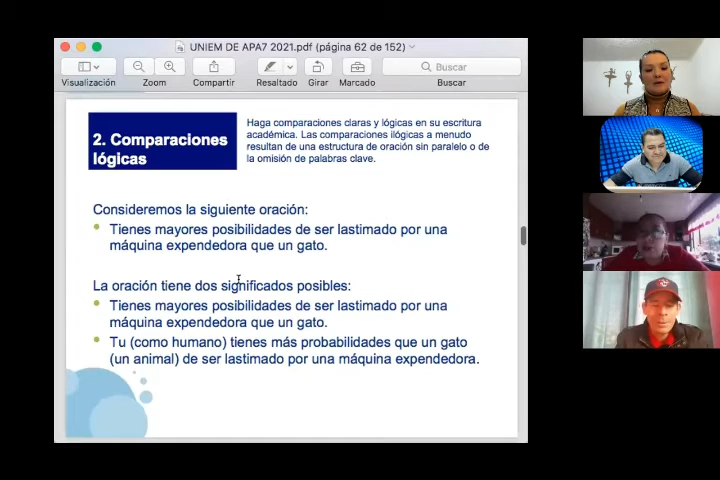 UNIEM DE APA7 2021.pdf (página 62 de 152)
Buscar
Visualización Zoom Compartir Resaltado Girar Marcado Buscar
2. Comparaciones
lógicas
Haga comparaciones claras y lógicas en su escritura
académica. Las comparaciones ilógicas a menudo
resultan de una estructura de oración sin paralelo o de
la omisión de palabras clave.
Consideremos la siguiente oración:
Tienes mayores posibilidades de ser lastimado por una
máquina expendedora que un gato.
La oración tiene dos significados posibles:
Tienes mayores posibilidades de ser lastimado por una
máquina expendedora que un gato.
Tu (como humano) tienes más probabilidades que un gato
(un animal) de ser lastimado por una máquina expendedora.